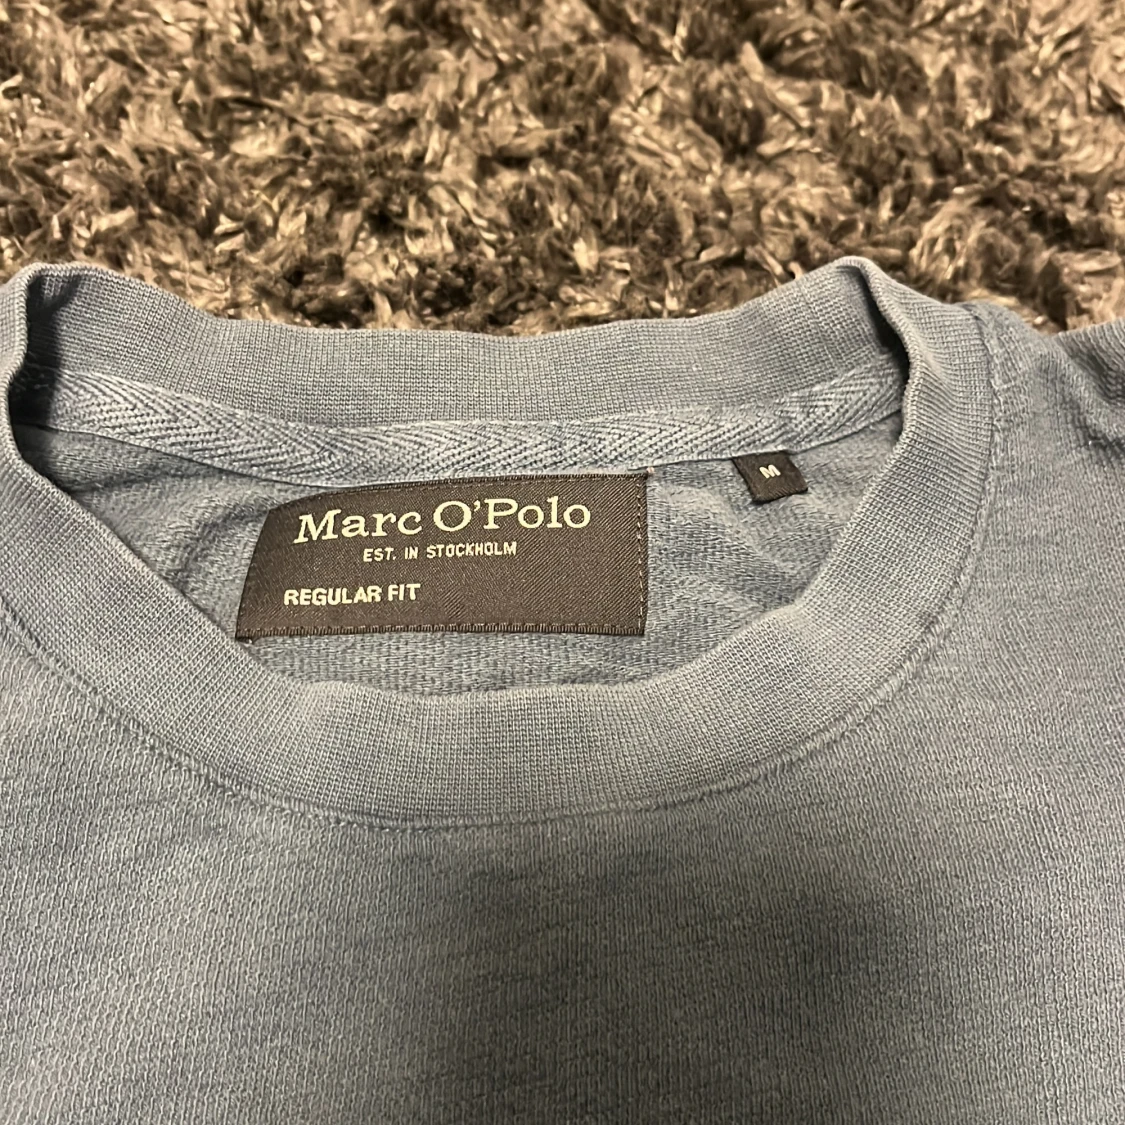 Marc O'Polo
EST. IN STOCKHOLM
REGULAR FIT
M